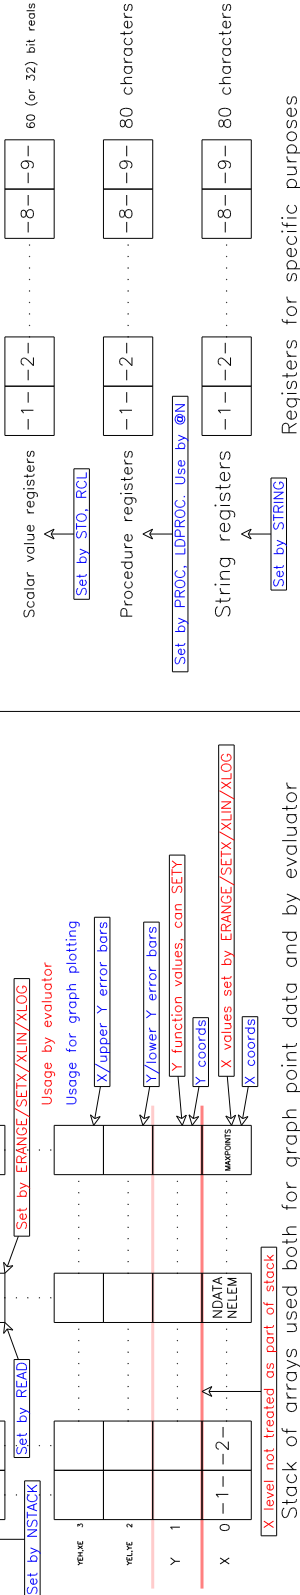 Set by NSTACK
Set by READ
Set by ERANGE/SETX/XLIN/XLOG
Usage by evaluator
Usage for graph plotting
YEH,XE 3
X/upper Y error bars
YEL,YE 2
Y/lower Y error bars
Y 1
Y function values, can SETY
Y coords
X 0 -1- -2-
NDATA
NELEM
MAXPOINTS
X values set by ERANGE/SETX/XLIN/XLOG
X coords
X level not treated as part of stack
Stack of arrays used both for graph point data and by evaluator
Scalar value registers -1- -2- -8- -9- 60 (or 32) bit reals
Set by STO, RCL
Procedure registers -1- -2- -8- -9- 80 characters
Set by PROC, LDPROC. Use by @N
String registers -1- -2- -8- -9- 80 characters
Set by STRING
Registers for specific purposes